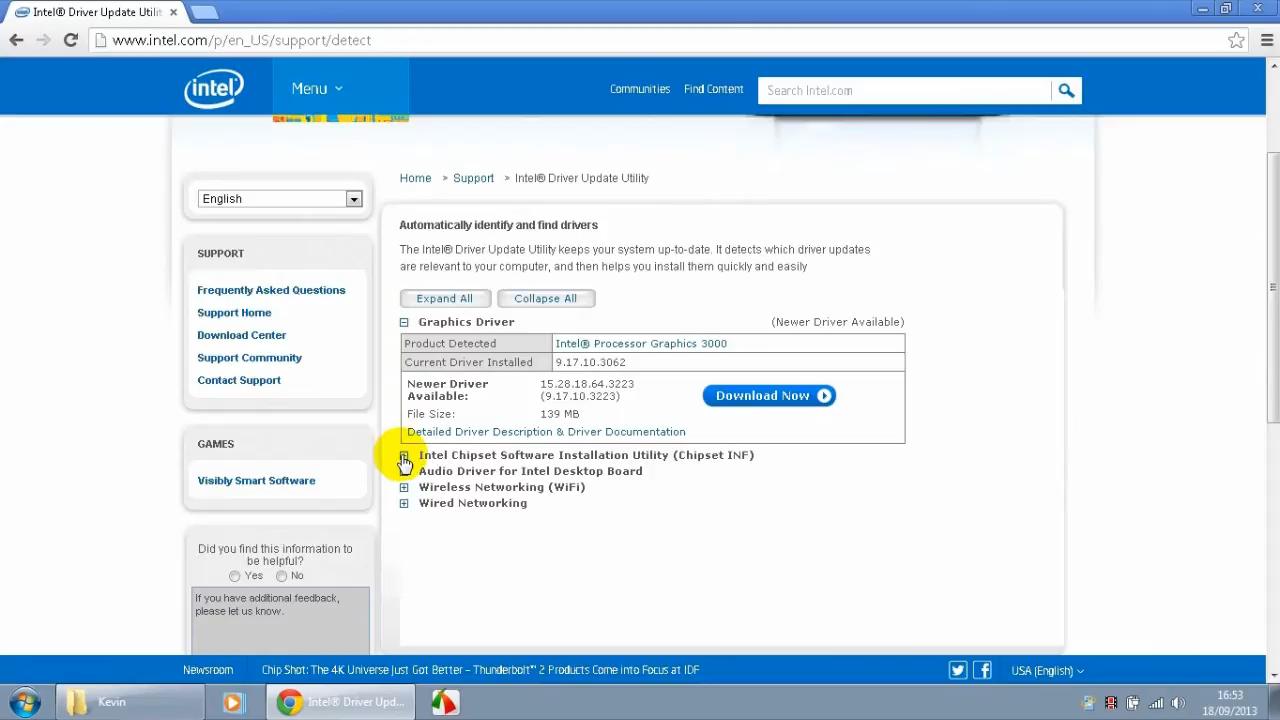 Intel® Driver Update Utilit
www.intel.com/p/en_US/support/detect
intel
Menu
Communities
Find Content
Search Intel.com
Home » Support » Intel® Driver Update Utility
English
Automatically identify and find drivers
The Intel® Driver Update Utility keeps your system up-to-date. It detects which driver updates
are relevant to your computer, and then helps you install them quickly and easily
Expand All
Collapse All
SUPPORT
Frequently Asked Questions
Support Home
Download Center
Support Community
Contact Support
Graphics Driver
(Newer Driver Available)
Product Detected
Intel® Processor Graphics 3000
Current Driver Installed
9.17.10.3062
Newer Driver
Available:
15.28.18.64.3223
(9.17.10.3223)
Download Now
File Size:
139 MB
Detailed Driver Description & Driver Documentation
Intel Chipset Software Installation Utility (Chipset INF)
Audio Driver for Intel Desktop Board
Wireless Networking (WiFi)
Wired Networking
GAMES
Visibly Smart Software
Did you find this information to
be helpful?
Yes
No
If you have additional feedback,
please let us know.
Newsroom
Chip Shot: The 4K Universe Just Got Better – Thunderbolt™ 2 Products Come into Focus at IDF
USA (English)
Kevin
Intel® Driver Upd...
16:53
18/09/2013